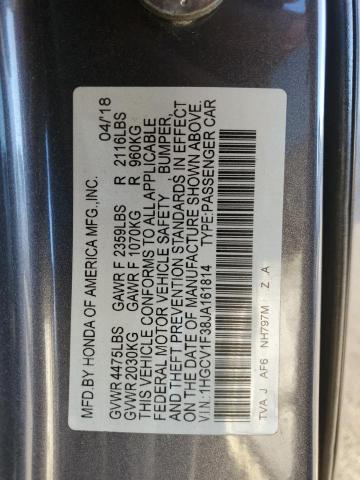 MFD.BY HONDA OF AMERICA MFG.,INC. 04/'18
GVWR 4475LBS GAWR F 2359LBS R 2116LBS
GVWR 2030KG GAWR F 1070KG R 960KG
THIS VEHICLE CONFORMS TO ALL APPLICABLE
FEDERAL MOTOR VEHICLE SAFETY , BUMPER,
AND THEFT PREVENTION STANDARDS IN EFFECT
ON THE DATE OF MANUFACTURE SHOWN ABOVE.
VIN:1HGCV1F38JA161814 TYPE:PASSENGER CAR
TVA J AF6 NH797M Z A